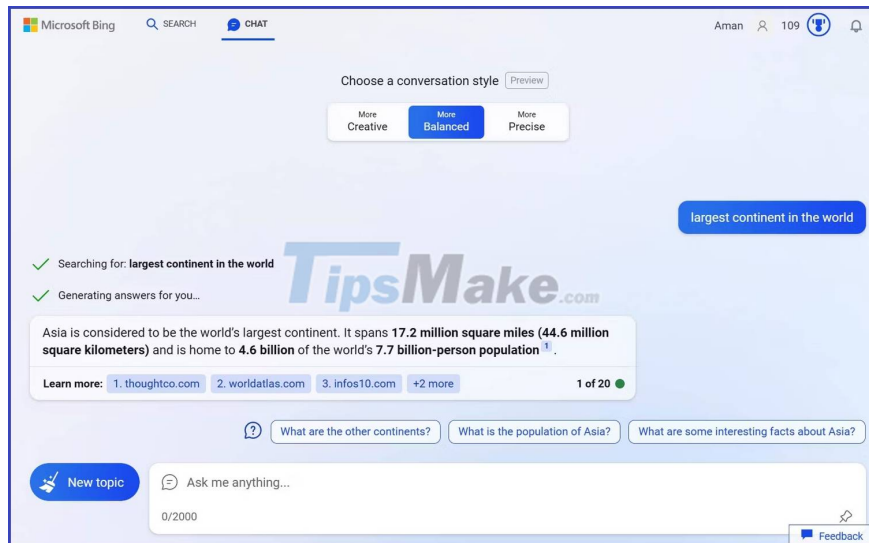 Microsoft Bing SEARCH CHAT Aman 109
Choose a conversation style Preview
More More More
Creative Balanced Precise
largest continent in the world
Searching for: largest continent in the world
Generating answers for you...
TipsMake.com
Asia is considered to be the world's largest continent. It spans 17.2 million square miles (44.6 million
square kilometers) and is home to 4.6 billion of the world's 7.7 billion-person population 1 .
Learn more: 1. thoughtco.com 2. worldatlas.com 3. infos10.com +2 more 1 of 20
What are the other continents? What is the population of Asia? What are some interesting facts about Asia?
New topic Ask me anything...
0/2000
Feedback